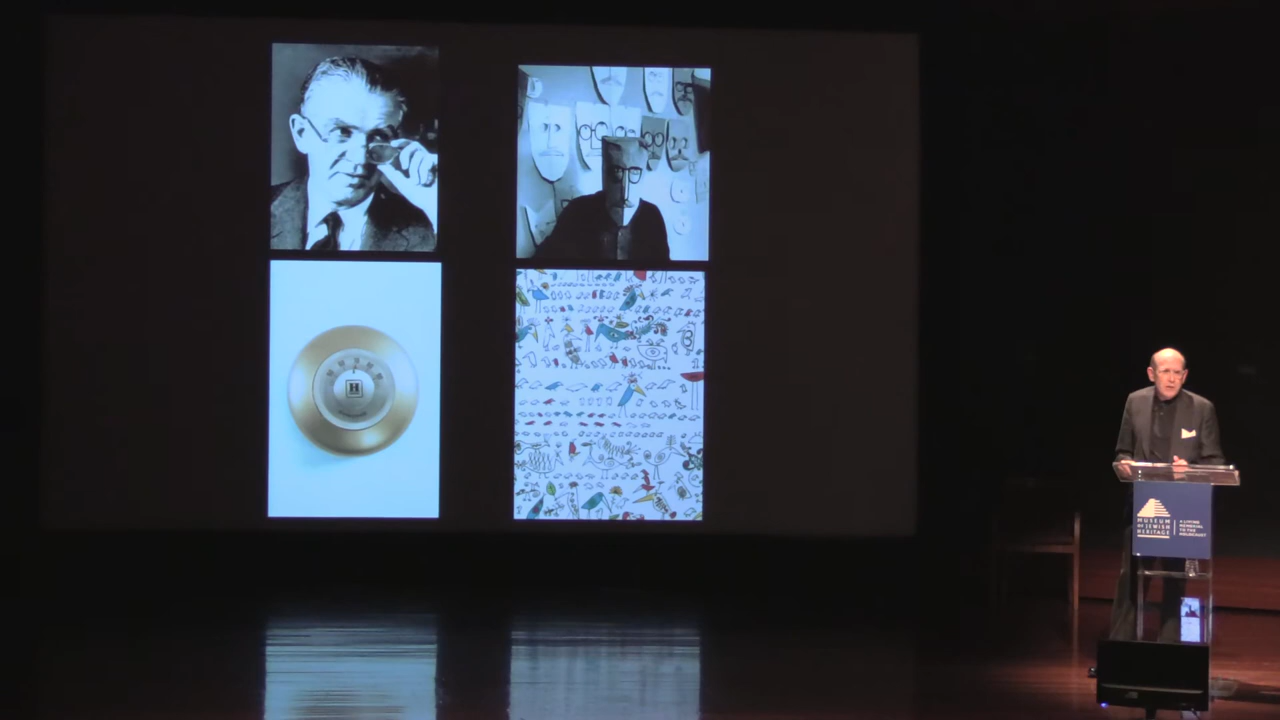 H
MUSEUM
OF JEWISH
HERITAGE
A LIVING
MEMORIAL
TO THE
HOLOCAUST